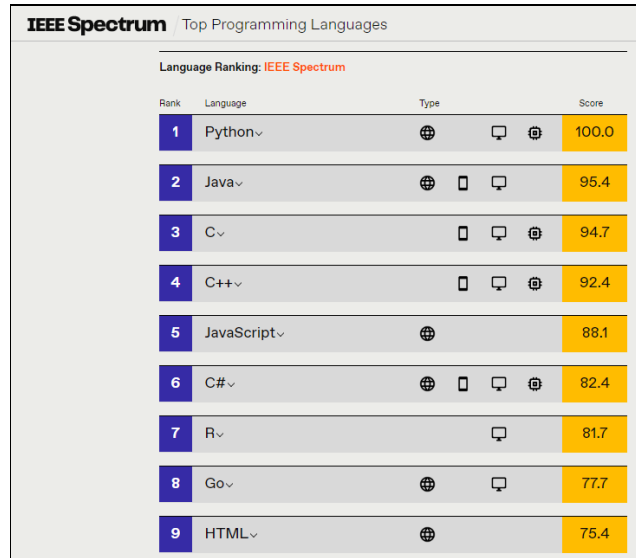 IEEE Spectrum / Top Programming Languages
Language Ranking: IEEE Spectrum
Rank Language Type Score
1 Python 100.0
2 Java 95.4
3 C 94.7
4 C++ 92.4
5 JavaScript 88.1
6 C# 82.4
7 R 81.7
8 Go 77.7
9 HTML 75.4